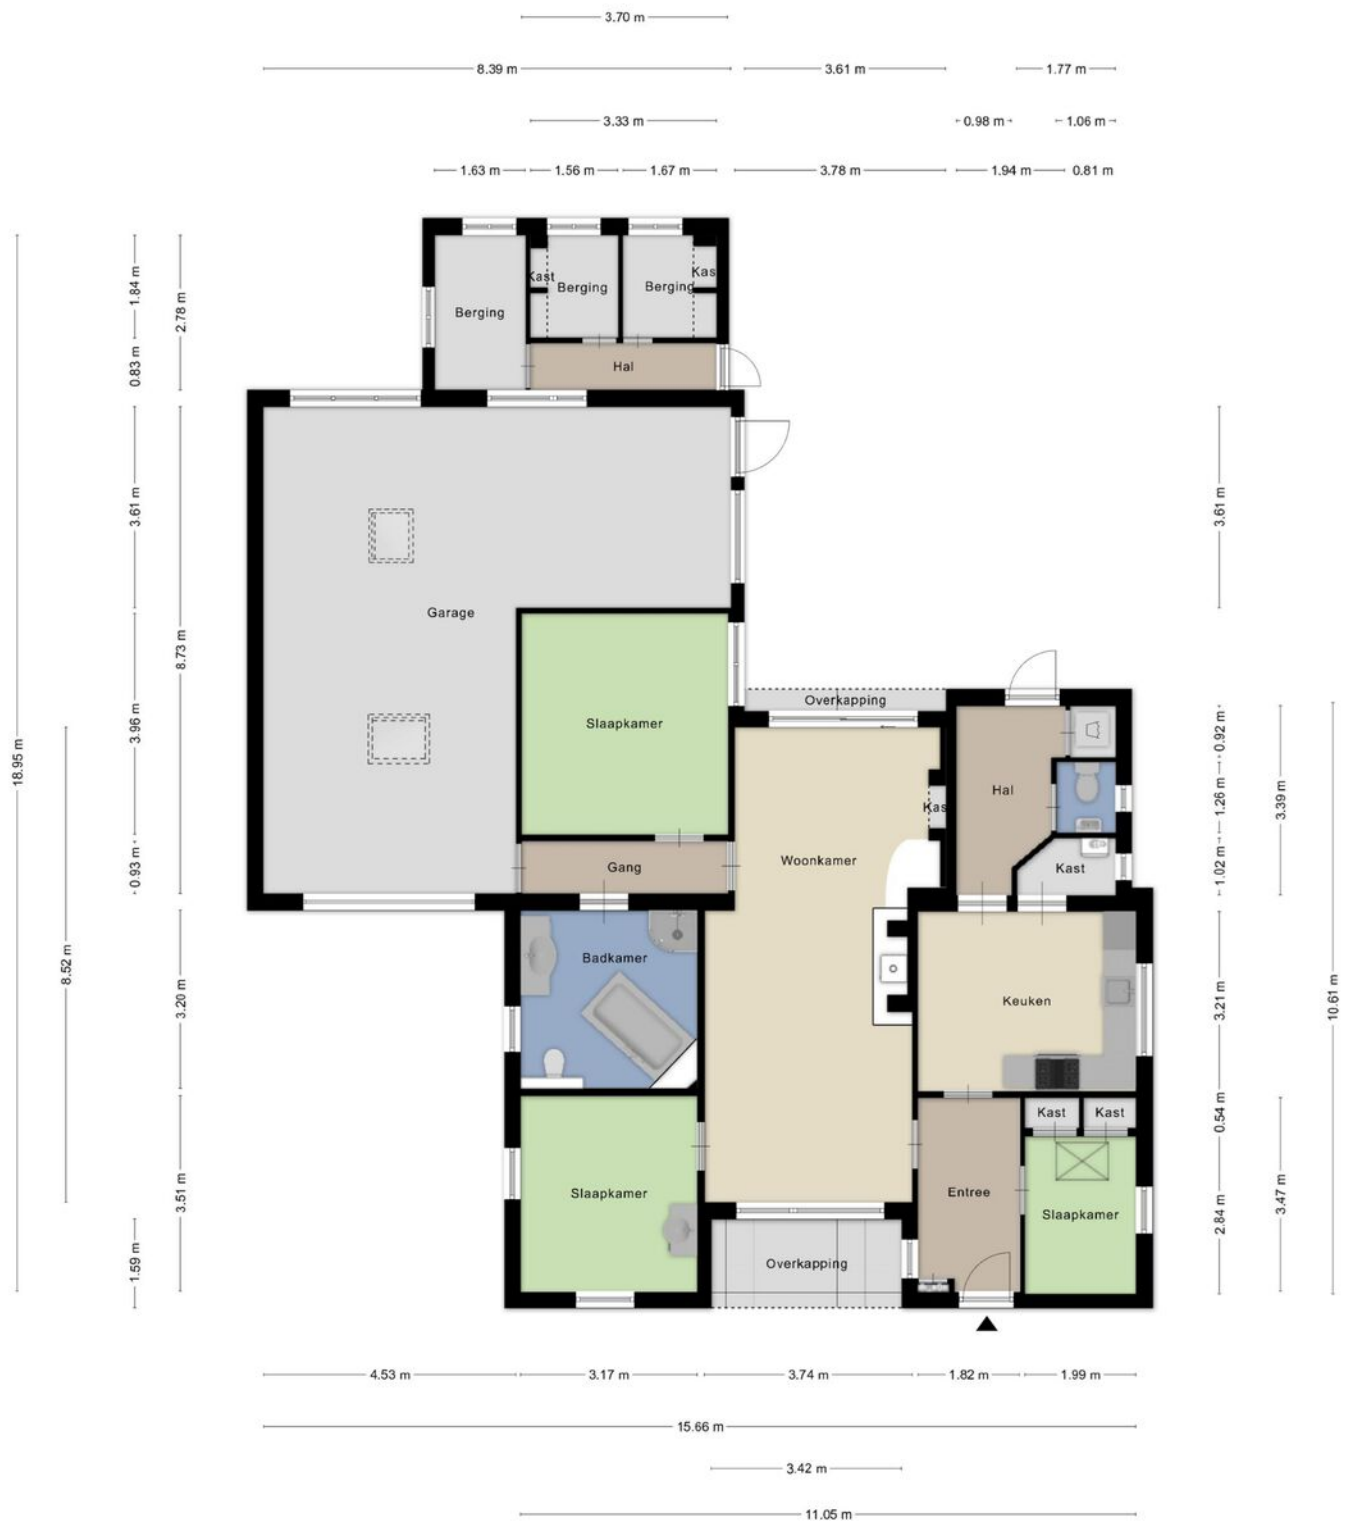 3.70 m
8.39 m
3.61 m
1.77 m
3.33 m
0.98 m
1.06 m
1.63 m
1.56 m
1.67 m
3.78 m
1.94 m
0.81 m
18.95 m
8.52 m
1.84 m
0.83 m
3.61 m
3.96 m
0.93 m
1.59 m
2.78 m
8.73 m
3.20 m
3.51 m
Kast
Berging
Berging
Kas
Berging
Hal
Garage
Slaapkamer
Gang
Overkapping
Woonkamer
Kas
Hal
Kast
Badkamer
Keuken
Kast
Kast
Slaapkamer
Entree
Slaapkamer
Overkapping
3.61 m
0.92 m
1.26 m
1.02 m
3.21 m
0.54 m
2.84 m
3.39 m
3.47 m
10.61 m
4.53 m
3.17 m
3.74 m
1.82 m
1.99 m
15.66 m
3.42 m
11.05 m